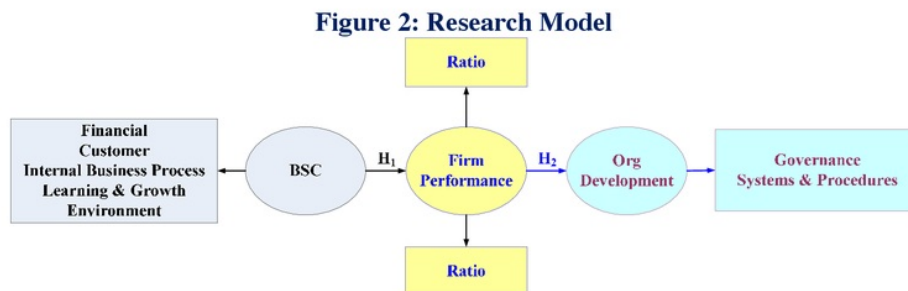 Figure 2: Research Model
Ratio
Financial
Customer
Internal Business Process
Learning & Growth
Environment
BSC
H1
Firm
Performance
H2
Org
Development
Governance
Systems & Procedures
Ratio